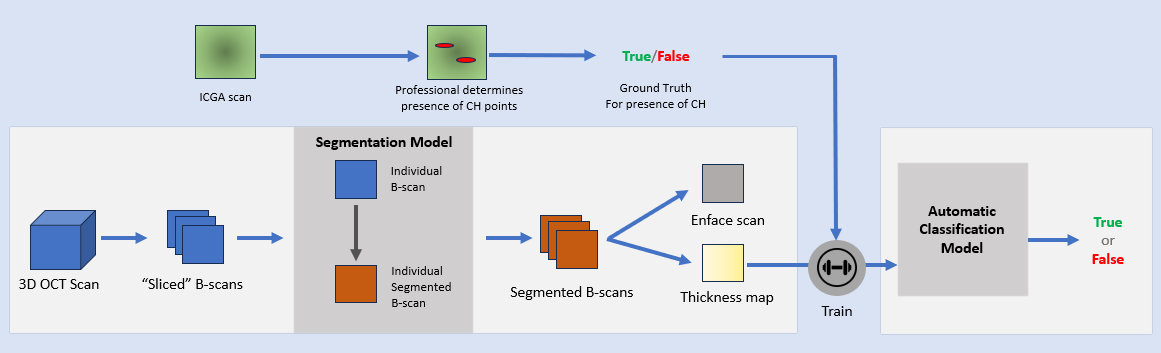 ICGA scan
Professional determines
presence of CH points
True/False
Ground Truth
For presence of CH
3D OCT Scan
“Sliced” B-scans
Segmentation Model
Individual
B-scan
Individual
Segmented
B-scan
Segmented B-scans
Enface scan
Thickness map
Train
Automatic
Classification
Model
True
or
False